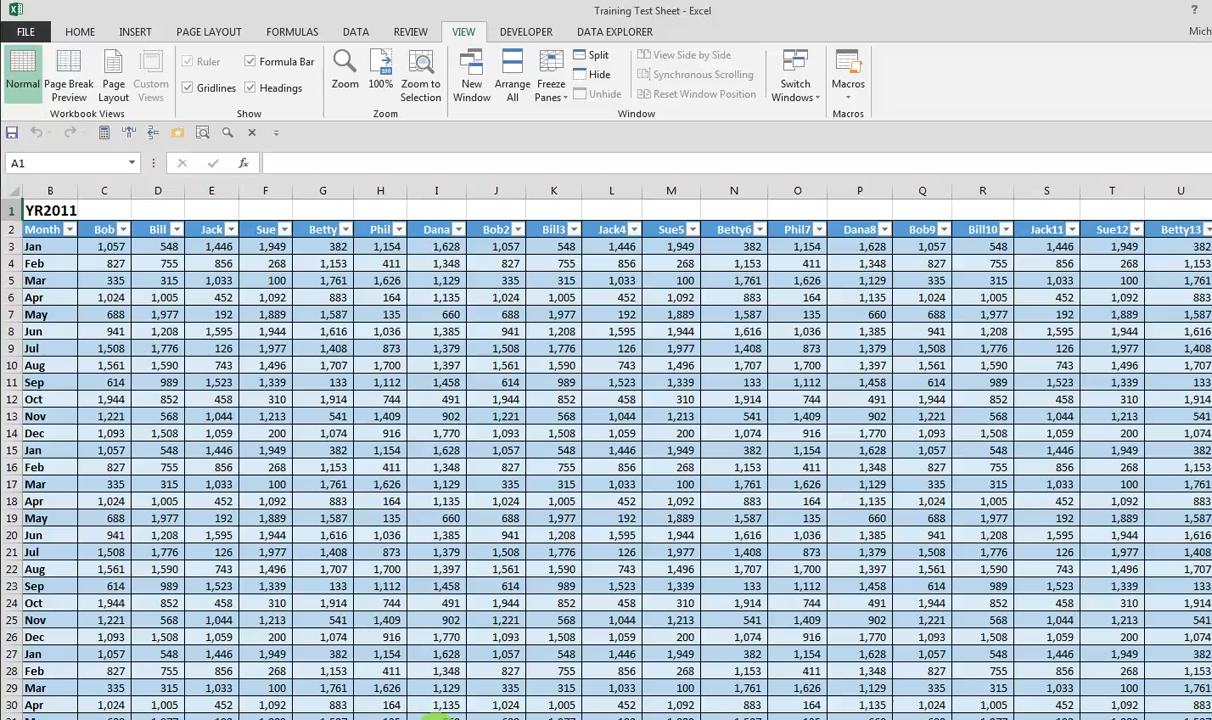 Training Test Sheet - Excel ?
FILE HOME INSERT PAGE LAYOUT FORMULAS DATA REVIEW VIEW DEVELOPER DATA EXPLORER Mich
Normal Page Break Preview Page Layout Custom Views Ruler Formula Bar Gridlines Headings Zoom 100% Zoom to Selection New Window Arrange All Freeze Panes Split Hide Unhide View Side by Side Synchronous Scrolling Reset Window Position Switch Windows Macros
Workbook Views Show Zoom Window Macros
A1 fx
B C D E F G H I J K L M N O P Q R S T U
1 YR2011
2 Month Bob Bill Jack Sue Betty Phil Dana Bob2 Bill3 Jack4 Sue5 Betty6 Phil7 Dana8 Bob9 Bill10 Jack11 Sue12 Betty13
3 Jan 1,057 548 1,446 1,949 382 1,154 1,628 1,057 548 1,446 1,949 382 1,154 1,628 1,057 548 1,446 1,949 382
4 Feb 827 755 856 268 1,153 411 1,348 827 755 856 268 1,153 411 1,348 827 755 856 268 1,153
5 Mar 335 315 1,033 100 1,761 1,626 1,129 335 315 1,033 100 1,761 1,626 1,129 335 315 1,033 100 1,761
6 Apr 1,024 1,005 452 1,092 883 164 1,135 1,024 1,005 452 1,092 883 164 1,135 1,024 1,005 452 1,092 883
7 May 688 1,977 192 1,889 1,587 135 660 688 1,977 192 1,889 1,587 135 660 688 1,977 192 1,889 1,587
8 Jun 941 1,208 1,595 1,944 1,616 1,036 1,385 941 1,208 1,595 1,944 1,616 1,036 1,385 941 1,208 1,595 1,944 1,616
9 Jul 1,508 1,776 126 1,977 1,408 873 1,379 1,508 1,776 126 1,977 1,408 873 1,379 1,508 1,776 126 1,977 1,408
10 Aug 1,561 1,590 743 1,496 1,707 1,700 1,397 1,561 1,590 743 1,496 1,707 1,700 1,397 1,561 1,590 743 1,496 1,707
11 Sep 614 989 1,523 1,339 133 1,112 1,458 614 989 1,523 1,339 133 1,112 1,458 614 989 1,523 1,339 133
12 Oct 1,944 852 458 310 1,914 744 491 1,944 852 458 310 1,914 744 491 1,944 852 458 310 1,914
13 Nov 1,221 568 1,044 1,213 541 1,409 902 1,221 568 1,044 1,213 541 1,409 902 1,221 568 1,044 1,213 541
14 Dec 1,093 1,508 1,059 200 1,074 916 1,770 1,093 1,508 1,059 200 1,074 916 1,770 1,093 1,508 1,059 200 1,074
15 Jan 1,057 548 1,446 1,949 382 1,154 1,628 1,057 548 1,446 1,949 382 1,154 1,628 1,057 548 1,446 1,949 382
16 Feb 827 755 856 268 1,153 411 1,348 827 755 856 268 1,153 411 1,348 827 755 856 268 1,153
17 Mar 335 315 1,033 100 1,761 1,626 1,129 335 315 1,033 100 1,761 1,626 1,129 335 315 1,033 100 1,761
18 Apr 1,024 1,005 452 1,092 883 164 1,135 1,024 1,005 452 1,092 883 164 1,135 1,024 1,005 452 1,092 883
19 May 688 1,977 192 1,889 1,587 135 660 688 1,977 192 1,889 1,587 135 660 688 1,977 192 1,889 1,587
20 Jun 941 1,208 1,595 1,944 1,616 1,036 1,385 941 1,208 1,595 1,944 1,616 1,036 1,385 941 1,208 1,595 1,944 1,616
21 Jul 1,508 1,776 126 1,977 1,408 873 1,379 1,508 1,776 126 1,977 1,408 873 1,379 1,508 1,776 126 1,977 1,408
22 Aug 1,561 1,590 743 1,496 1,707 1,700 1,397 1,561 1,590 743 1,496 1,707 1,700 1,397 1,561 1,590 743 1,496 1,707
23 Sep 614 989 1,523 1,339 133 1,112 1,458 614 989 1,523 1,339 133 1,112 1,458 614 989 1,523 1,339 133
24 Oct 1,944 852 458 310 1,914 744 491 1,944 852 458 310 1,914 744 491 1,944 852 458 310 1,914
25 Nov 1,221 568 1,044 1,213 541 1,409 902 1,221 568 1,044 1,213 541 1,409 902 1,221 568 1,044 1,213 541
26 Dec 1,093 1,508 1,059 200 1,074 916 1,770 1,093 1,508 1,059 200 1,074 916 1,770 1,093 1,508 1,059 200 1,074
27 Jan 1,057 548 1,446 1,949 382 1,154 1,628 1,057 548 1,446 1,949 382 1,154 1,628 1,057 548 1,446 1,949 382
28 Feb 827 755 856 268 1,153 411 1,348 827 755 856 268 1,153 411 1,348 827 755 856 268 1,153
29 Mar 335 315 1,033 100 1,761 1,626 1,129 335 315 1,033 100 1,761 1,626 1,129 335 315 1,033 100 1,761
30 Apr 1,024 1,005 452 1,092 883 164 1,135 1,024 1,005 452 1,092 883 164 1,135 1,024 1,005 452 1,092 883